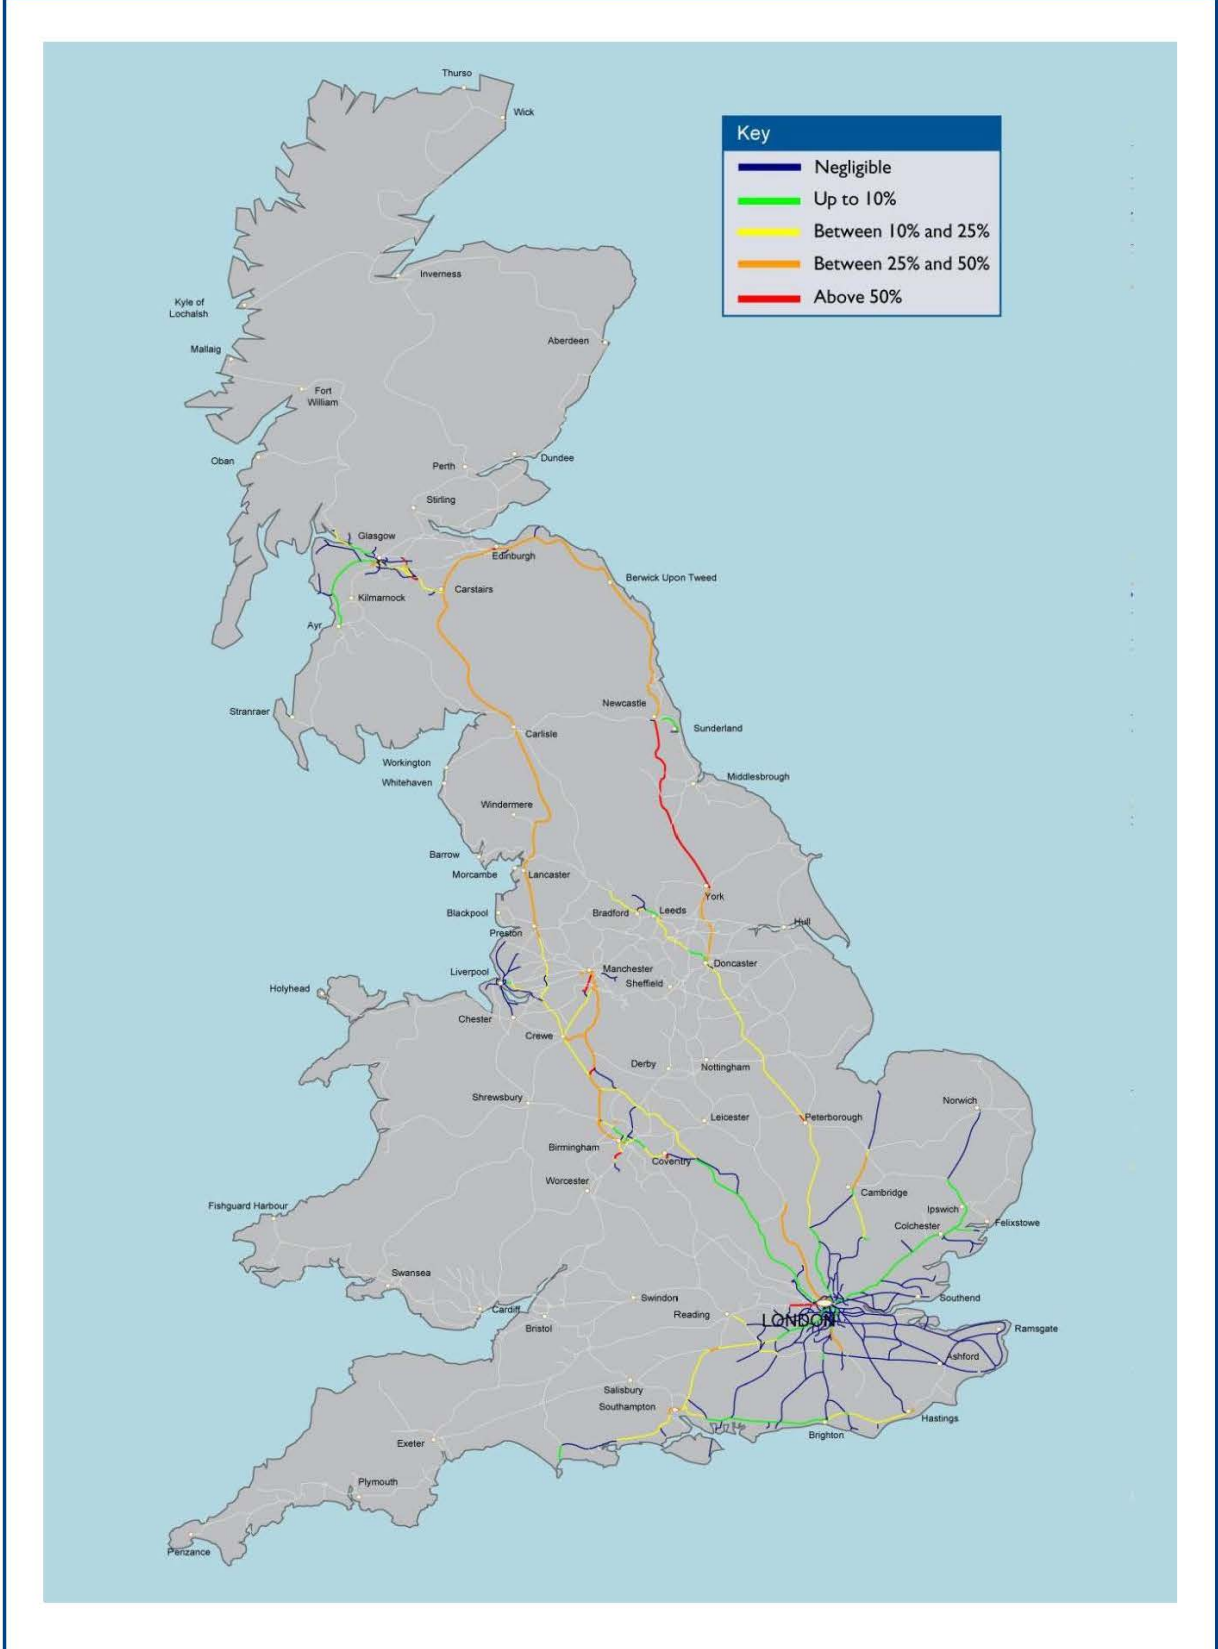 Thurso
Wick
Key
Negligible
Up to 10%
Between 10% and 25%
Between 25% and 50%
Above 50%
Inverness
Kyle of
Lochalsh
Aberdeen
Mallaig
Fort
William
Oban
Perth
Dundee
Stirling
Glasgow
Edinburgh
Berwick Upon Tweed
Carstairs
Kilmarnock
Ayr
Newcastle
Stranraer
Sunderland
Carlisle
Workington
Whitehaven
Middlesbrough
Windermere
Barrow
Morcambe
Lancaster
York
Blackpool
Bradford
Leeds
Hull
Preston
Doncaster
Manchester
Liverpool
Sheffield
Holyhead
Chester
Crewe
Derby
Nottingham
Shrewsbury
Norwich
Leicester
Peterborough
Birmingham
Coventry
Worcester
Cambridge
Fishguard Harbour
Ipswich
Colchester
Felixstowe
Swansea
Swindon
Southend
Cardiff
Reading
LONDON
Bristol
Ramsgate
Ashford
Salisbury
Southampton
Hastings
Brighton
Exeter
Plymouth
Penzance